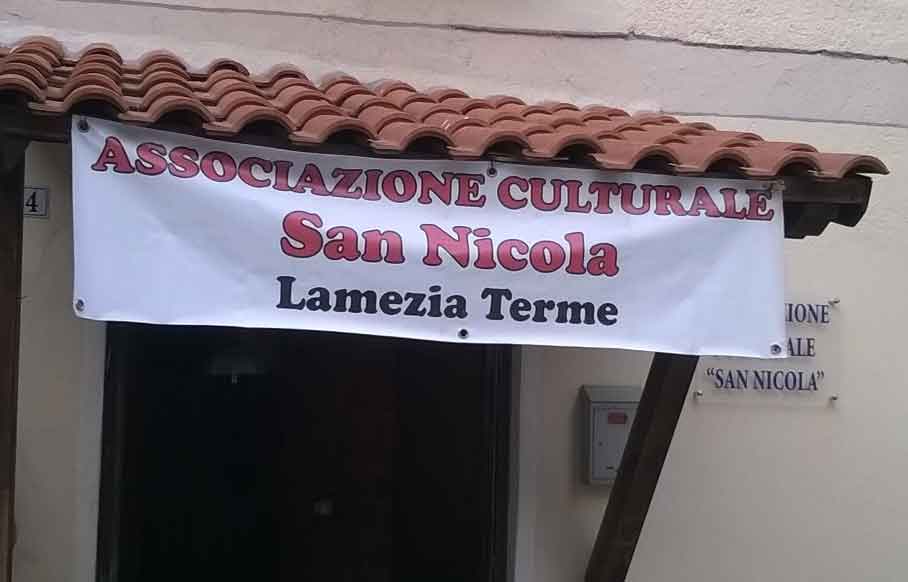 ASSOCIAZIONE CULTURALE
San Nicola
Lamezia Terme
4
IONE
ALE
“SAN NICOLA”